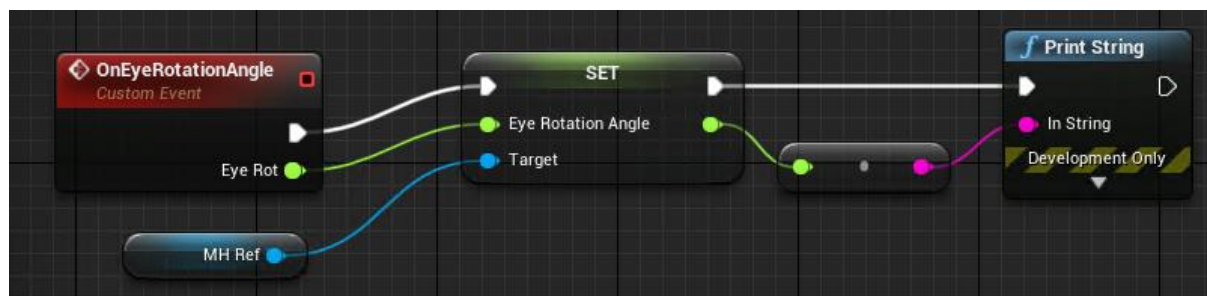 OnEyeRotationAngle
Custom Event
Eye Rot
MH Ref
SET
Eye Rotation Angle
Target
f Print String
In String
Development Only